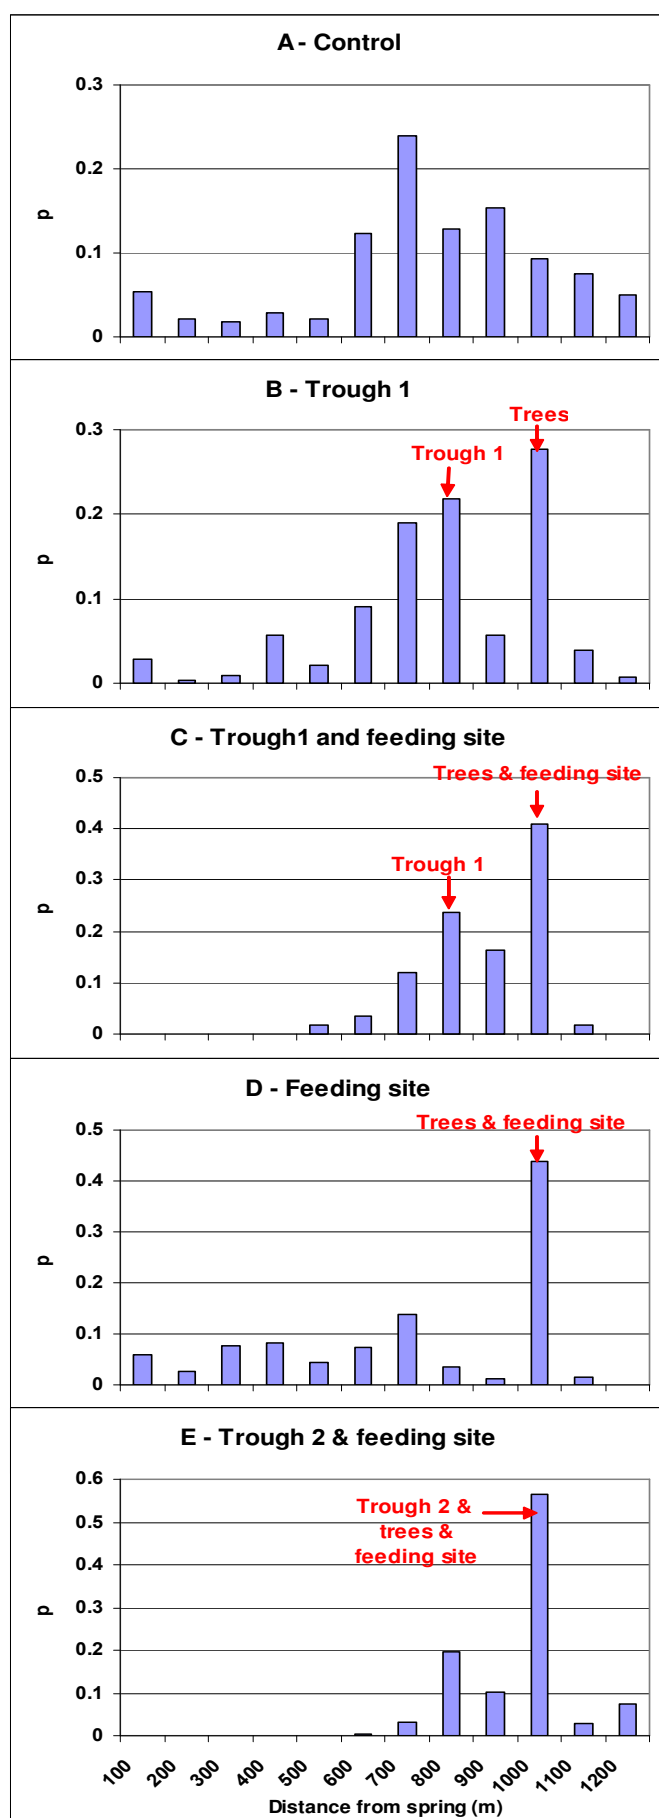 A - Control
0.3
0.2
0.1
0
p
B - Trough 1
Trees
0.3
Trough 1
0.2
0.1
0
p
C - Trough1 and feeding site
Trees & feeding site
0.5
0.4
Trough 1
0.3
0.2
0.1
0
p
D - Feeding site
Trees & feeding site
0.5
0.4
0.3
0.2
0.1
0
p
E - Trough 2 & feeding site
0.6
Trough 2 &
trees &
feeding site
0.5
0.4
0.3
0.2
0.1
0
p
100 200 300 400 500 600 700 800 900 1000 1100 1200
Distance from spring (m)